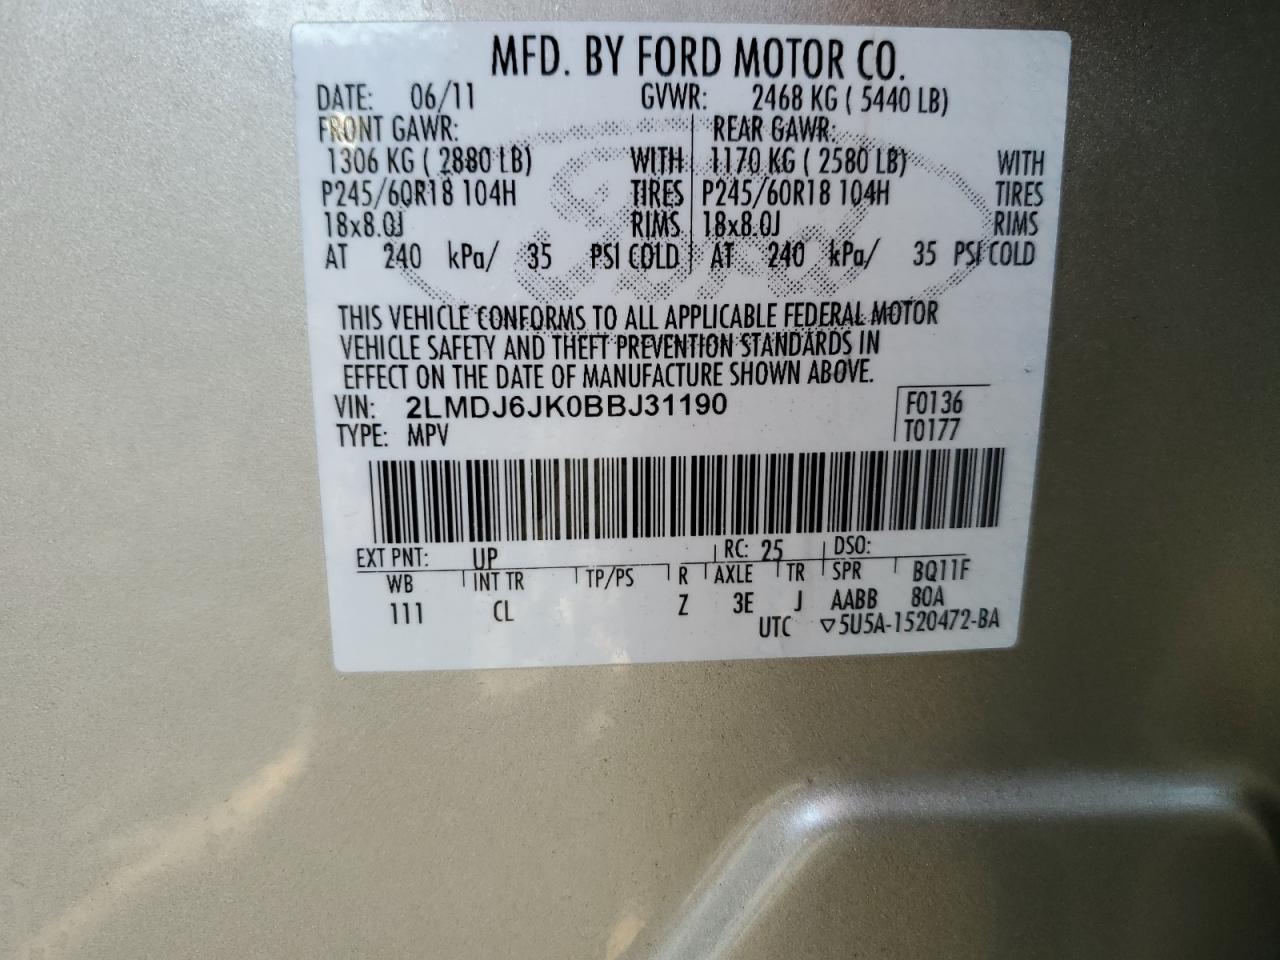 MFD. BY FORD MOTOR CO.
DATE: 06/11 GVWR: 2468 KG ( 5440 LB)
FRONT GAWR: REAR GAWR:
1306 KG ( 2880 LB) WITH 1170 KG ( 2580 LB) WITH
P245/60R18 104H TIRES P245/60R18 104H TIRES
18x8.0J RIMS 18x8.0J RIMS
AT 240 kPa/ 35 PSI COLD AT 240 kPa/ 35 PSI COLD
Ford
THIS VEHICLE CONFORMS TO ALL APPLICABLE FEDERAL MOTOR
VEHICLE SAFETY AND THEFT PREVENTION STANDARDS IN
EFFECT ON THE DATE OF MANUFACTURE SHOWN ABOVE.
VIN: 2LMDJ6JK0BBJ31190 F0136
TYPE: MPV T0177
EXT PNT: UP RC: 25 DSO:
WB INT TR TP/PS R AXLE TR SPR BQ11F
111 CL Z 3E J AABB 80A
UTC ▽5U5A-1520472-BA